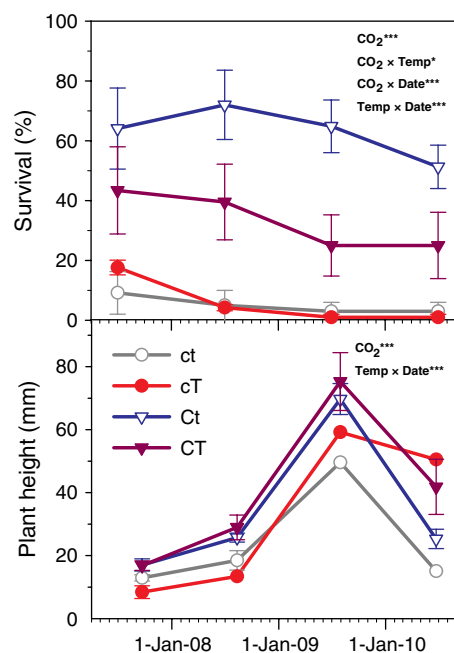 100
80
60
40
20
0
Survival (%)
CO₂***
CO₂ × Temp*
CO₂ × Date***
Temp × Date***
80
60
40
20
0
Plant height (mm)
ct
cT
Ct
CT
CO₂***
Temp × Date***
1-Jan-08
1-Jan-09
1-Jan-10